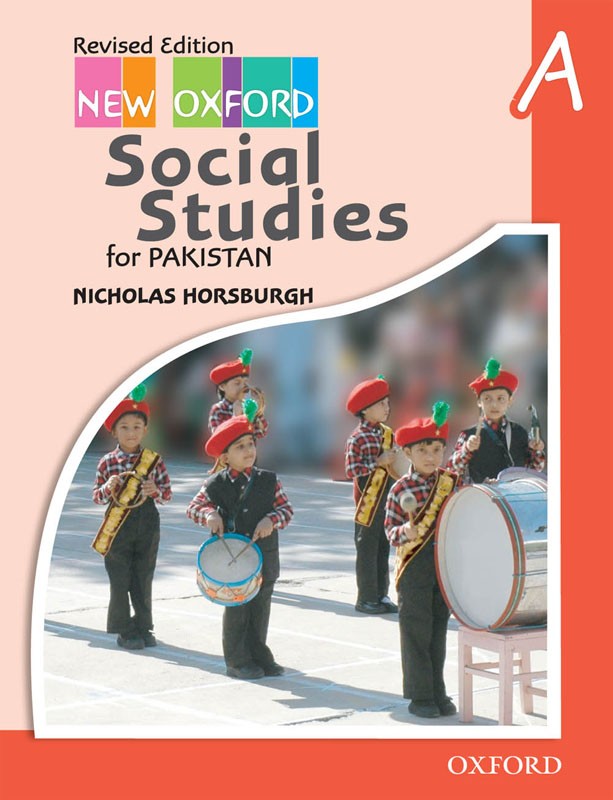 Revised Edition
NEW OXFORD
Social
Studies
for PAKISTAN
NICHOLAS HORSBURGH
A
OXFORD